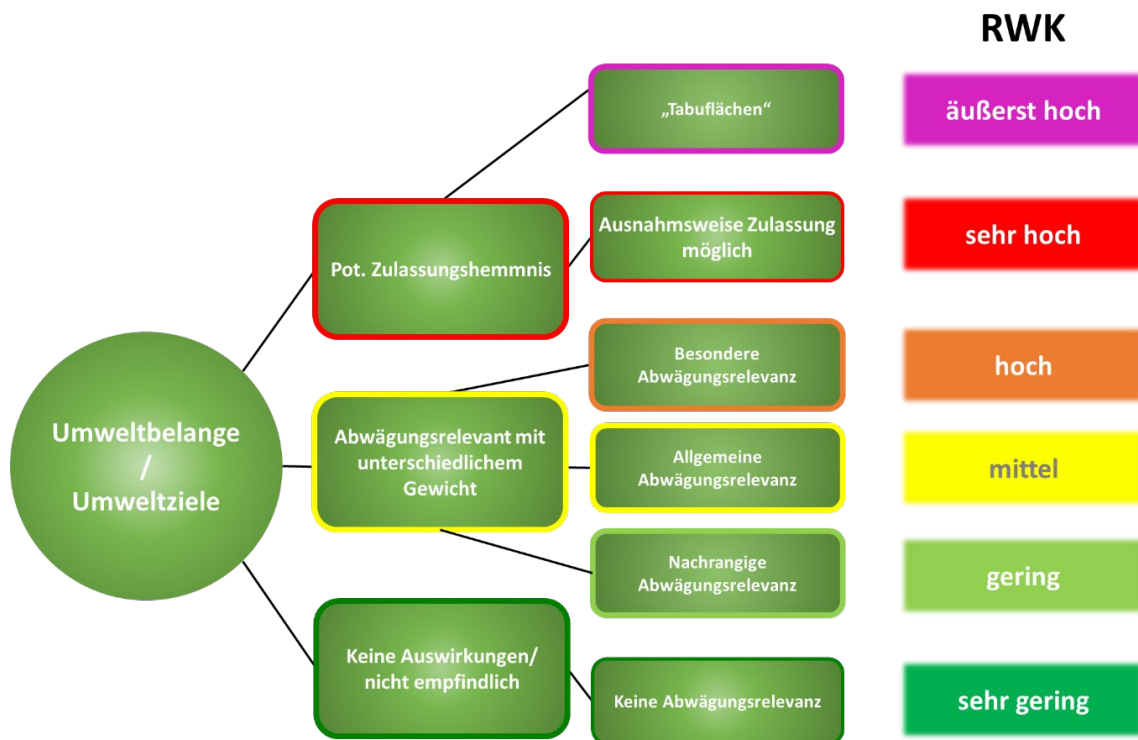 RWK
„Tabuflächen“
äußerst hoch
Pot. Zulassungshemmnis
Ausnahmsweise Zulassung
möglich
sehr hoch
Umweltbelange
/
Umweltziele
Abwägungsrelevant mit
unterschiedlichem
Gewicht
Besondere
Abwägungsrelevanz
hoch
Allgemeine
Abwägungsrelevanz
mittel
Nachrangige
Abwägungsrelevanz
gering
Keine Auswirkungen/
nicht empfindlich
Keine Abwägungsrelevanz
sehr gering